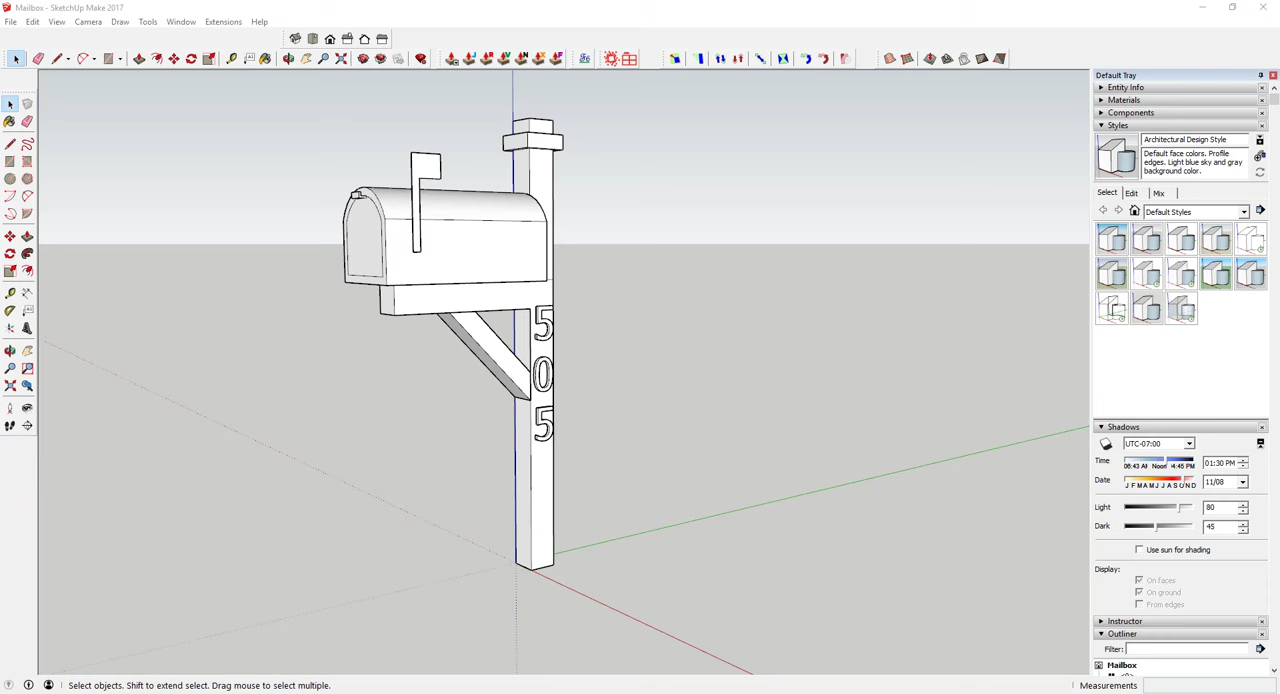 Mailbox - SketchUp Make 2017
File Edit View Camera Draw Tools Window Extensions Help
Default Tray
Entity Info
Materials
Components
Styles
Architectural Design Style
Default face colors. Profile edges. Light blue sky and gray background color.
Select Edit Mix
Default Styles
5
0
5
Shadows
UTC-07:00
Time 06:43 AM Noon 4:45 PM 01:30 PM
Date J F M A M J J A S O N D 11/08
Light 80
Dark 45
Use sun for shading
Display:
On faces
On ground
From edges
Instructor
Outliner
Filter:
Mailbox
Select objects. Shift to extend select. Drag mouse to select multiple.
Measurements